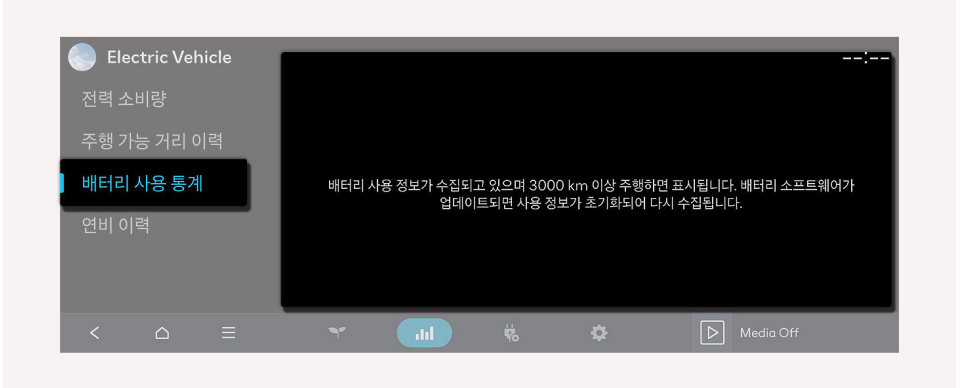 Electric Vehicle
--:--
전력 소비량
주행 가능 거리 이력
배터리 사용 통계
연비 이력
배터리 사용 정보가 수집되고 있으며 3000 km 이상 주행하면 표시됩니다. 배터리 소프트웨어가
업데이트되면 사용 정보가 초기화되어 다시 수집됩니다.
Media Off